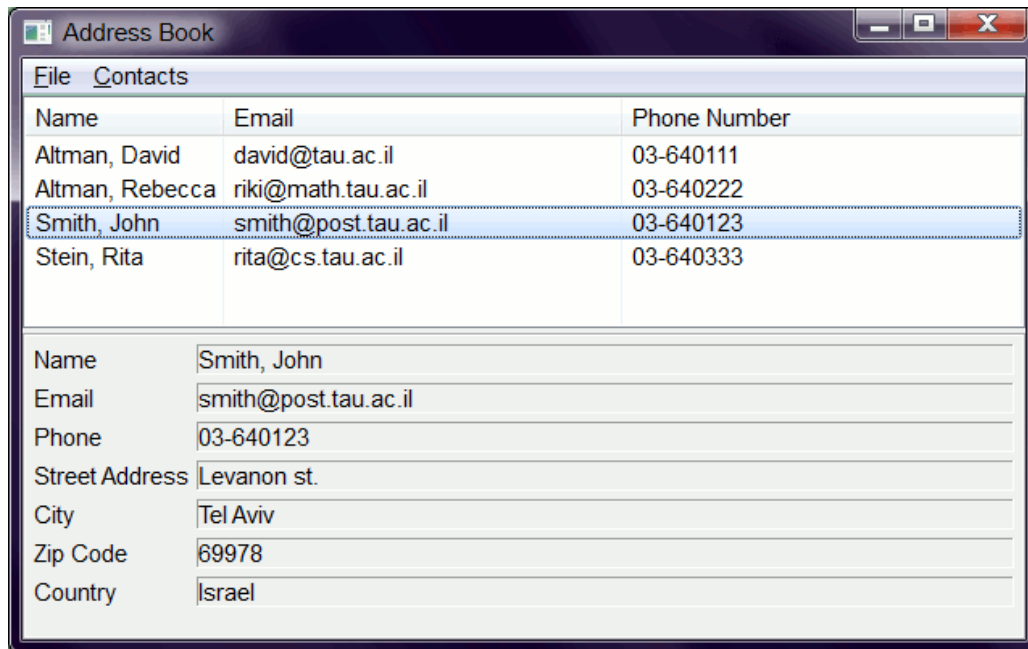 Address Book
File Contacts
Name Email Phone Number
Altman, David david@tau.ac.il 03-640111
Altman, Rebecca riki@math.tau.ac.il 03-640222
Smith, John smith@post.tau.ac.il 03-640123
Stein, Rita rita@cs.tau.ac.il 03-640333
Name Smith, John
Email smith@post.tau.ac.il
Phone 03-640123
Street Address Levanon st.
City Tel Aviv
Zip Code 69978
Country Israel